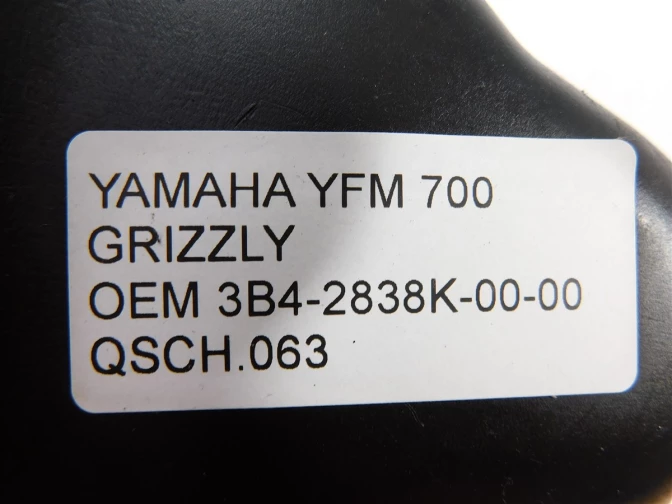 YAMAHA YFM 700
GRIZZLY
OEM 3B4-2838K-00-00
QSCH.063